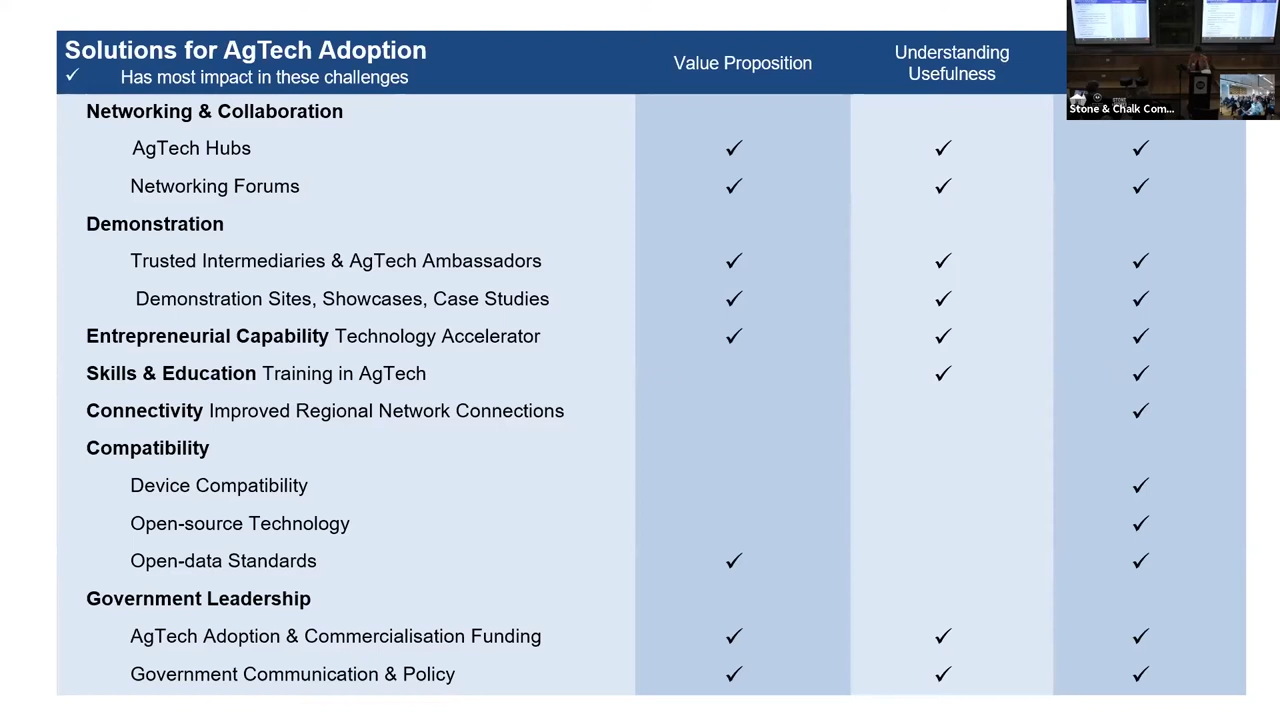 Solutions for AgTech Adoption
✓ Has most impact in these challenges
Value Proposition
Understanding
Usefulness
Stone & Chalk Com...
Networking & Collaboration
AgTech Hubs ✓ ✓ ✓
Networking Forums ✓ ✓ ✓
Demonstration
Trusted Intermediaries & AgTech Ambassadors ✓ ✓ ✓
Demonstration Sites, Showcases, Case Studies ✓ ✓ ✓
Entrepreneurial Capability Technology Accelerator ✓ ✓ ✓
Skills & Education Training in AgTech ✓ ✓
Connectivity Improved Regional Network Connections ✓
Compatibility
Device Compatibility ✓
Open-source Technology ✓
Open-data Standards ✓ ✓
Government Leadership
AgTech Adoption & Commercialisation Funding ✓ ✓ ✓
Government Communication & Policy ✓ ✓ ✓